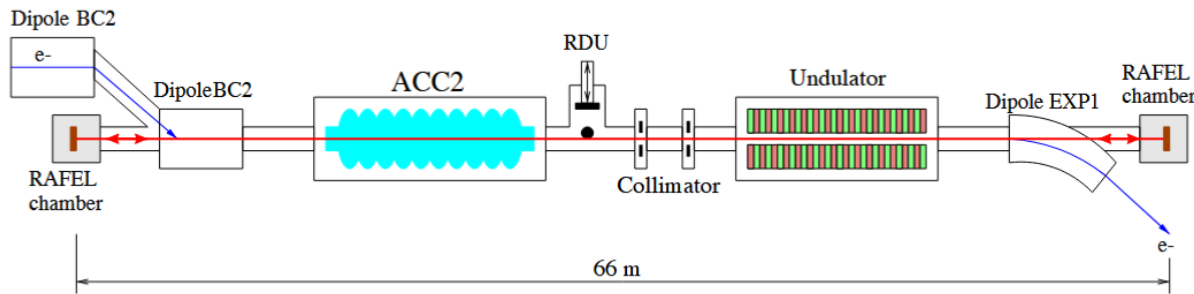 Dipole BC2
e-
DipoleBC2
RAFEL
chamber
ACC2
RDU
Collimator
Undulator
Dipole EXP1
RAFEL
chamber
e-
66 m